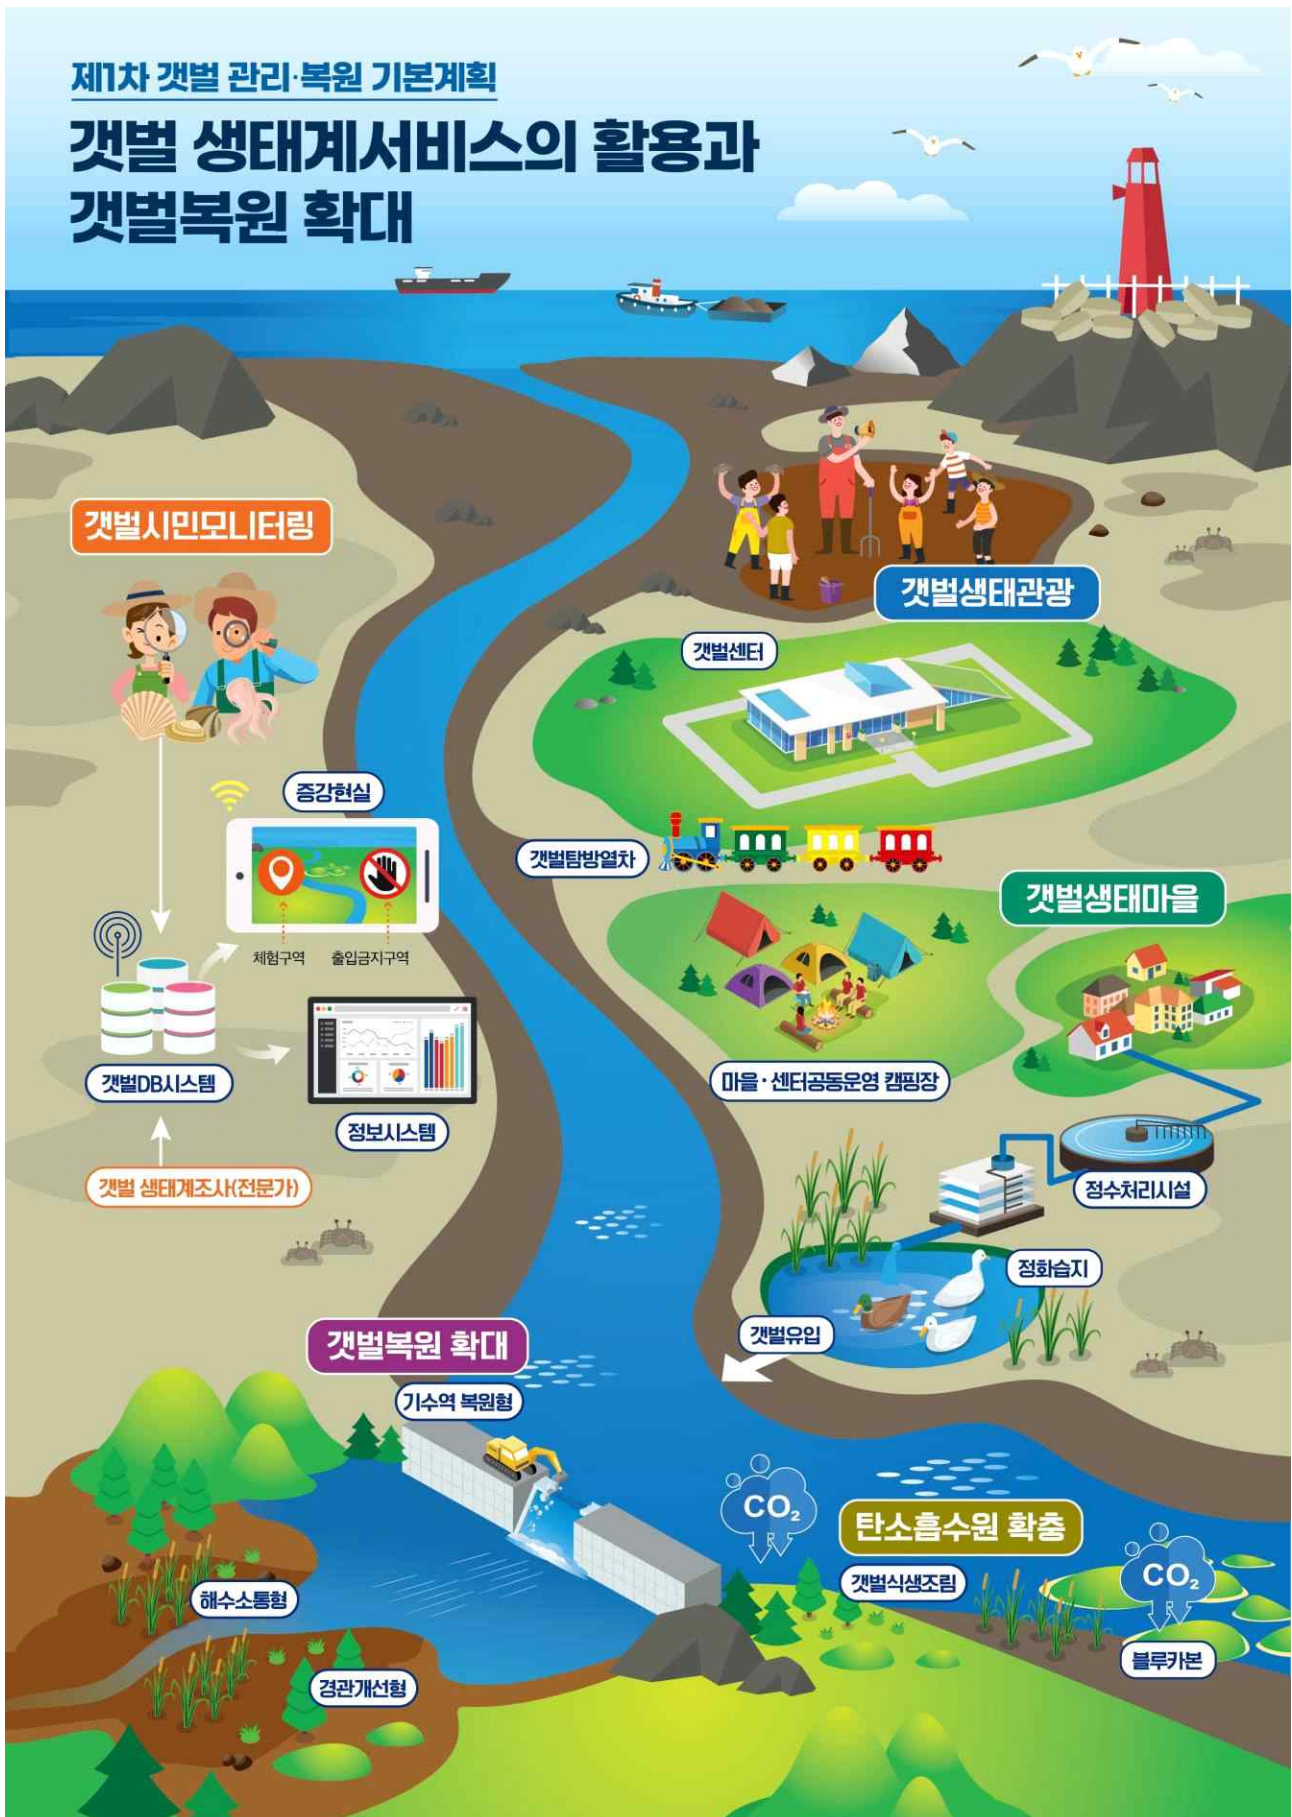 제1차 갯벌 관리·복원 기본계획
갯벌 생태계서비스의 활용과
갯벌복원 확대
갯벌시민모니터링
갯벌생태관광
갯벌센터
증강현실
체험구역
출입금지구역
갯벌탐방열차
갯벌생태마을
갯벌DB시스템
정보시스템
갯벌 생태계조사(전문가)
마을·센터공동운영 캠핑장
정수처리시설
정화습지
갯벌유입
갯벌복원 확대
기수역 복원형
해수소통형
경관개선형
CO₂
탄소흡수원 확충
갯벌식생조림
CO₂
블루카본